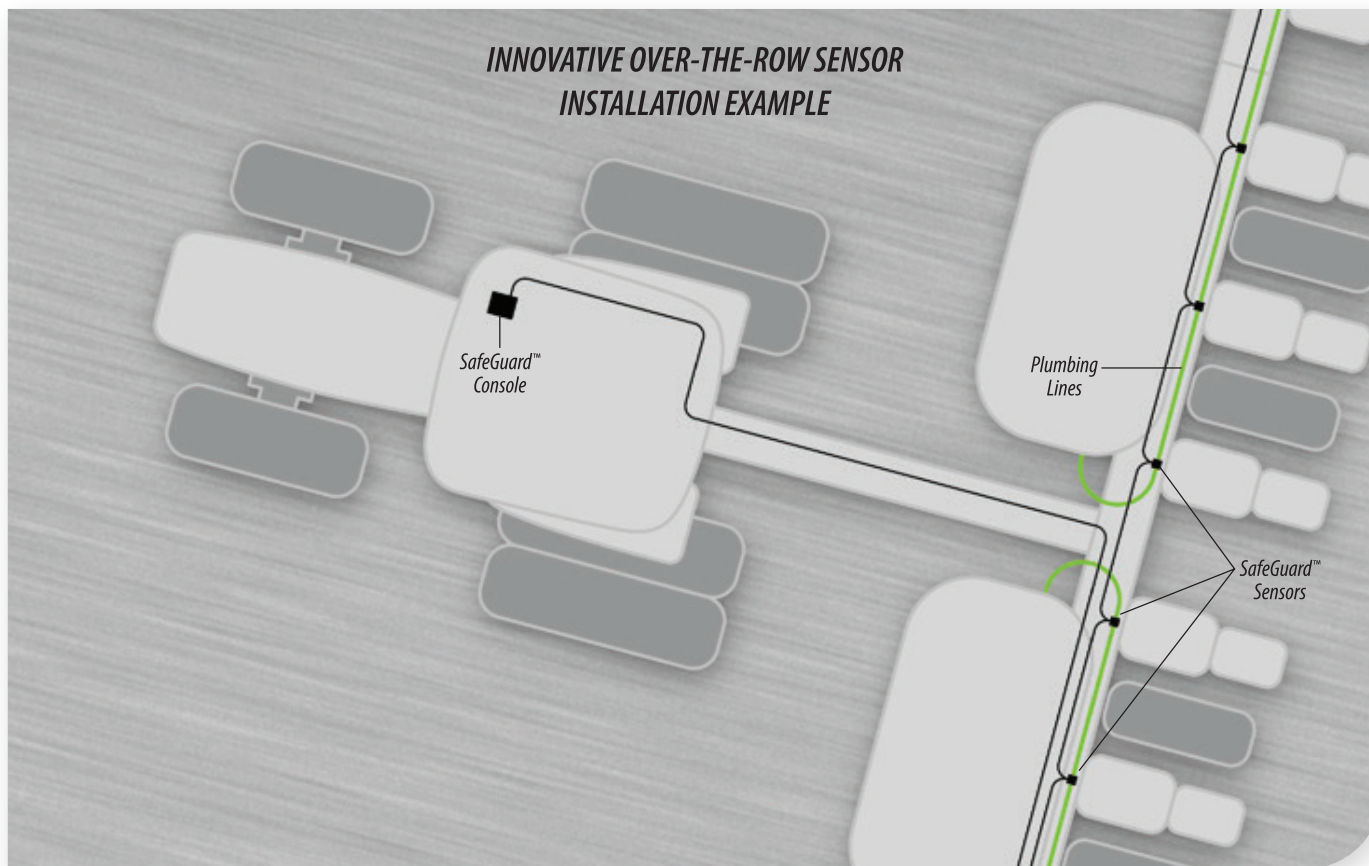 INNOVATIVE OVER-THE-ROW SENSOR
INSTALLATION EXAMPLE
SafeGuard™
Console
Plumbing
Lines
SafeGuard™
Sensors